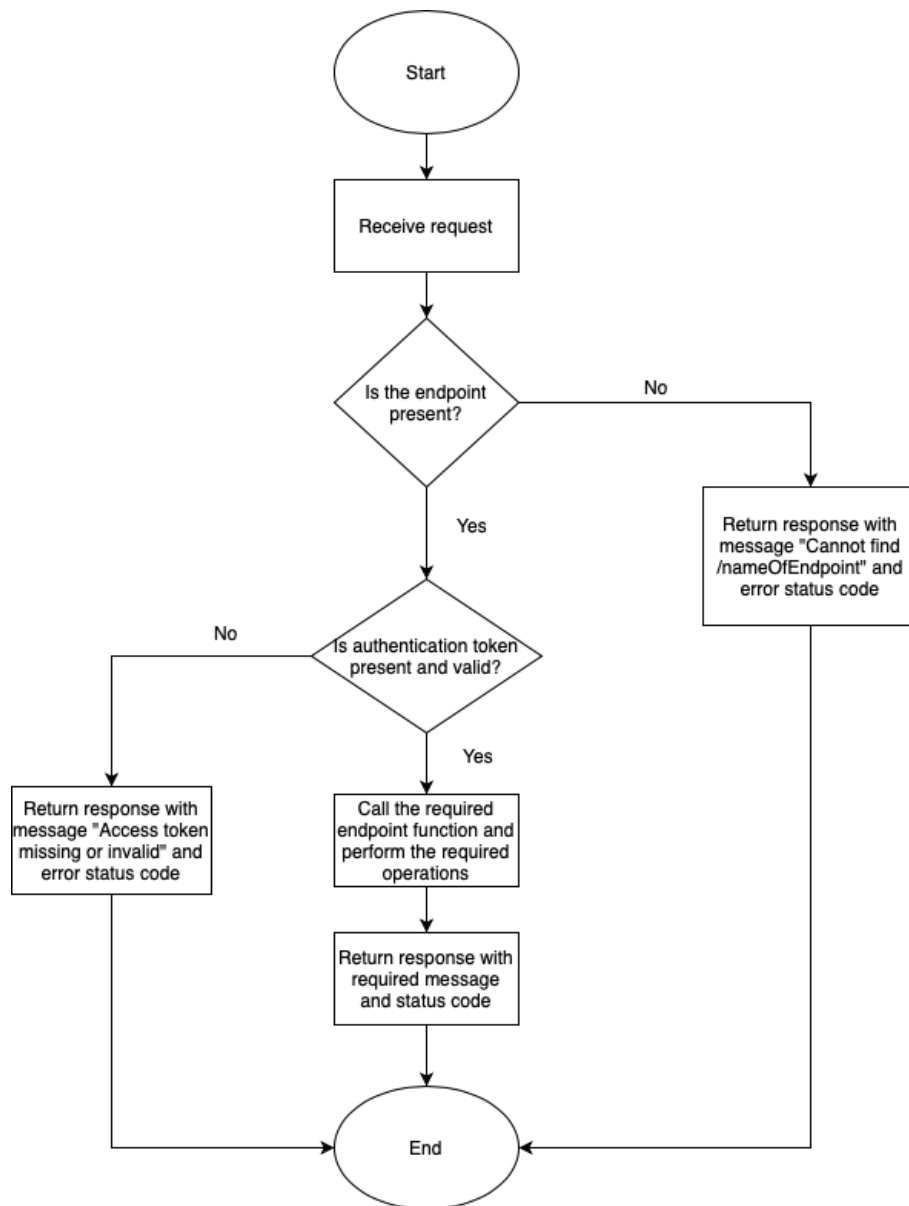 Start
Receive request
Is the endpoint
present?
No
Return response with
message "Cannot find
/nameOfEndpoint" and
error status code
Yes
Is authentication token
present and valid?
No
Yes
Return response with
message "Access token
missing or invalid" and
error status code
Call the required
endpoint function and
perform the required
operations
Return response with
required message
and status code
End